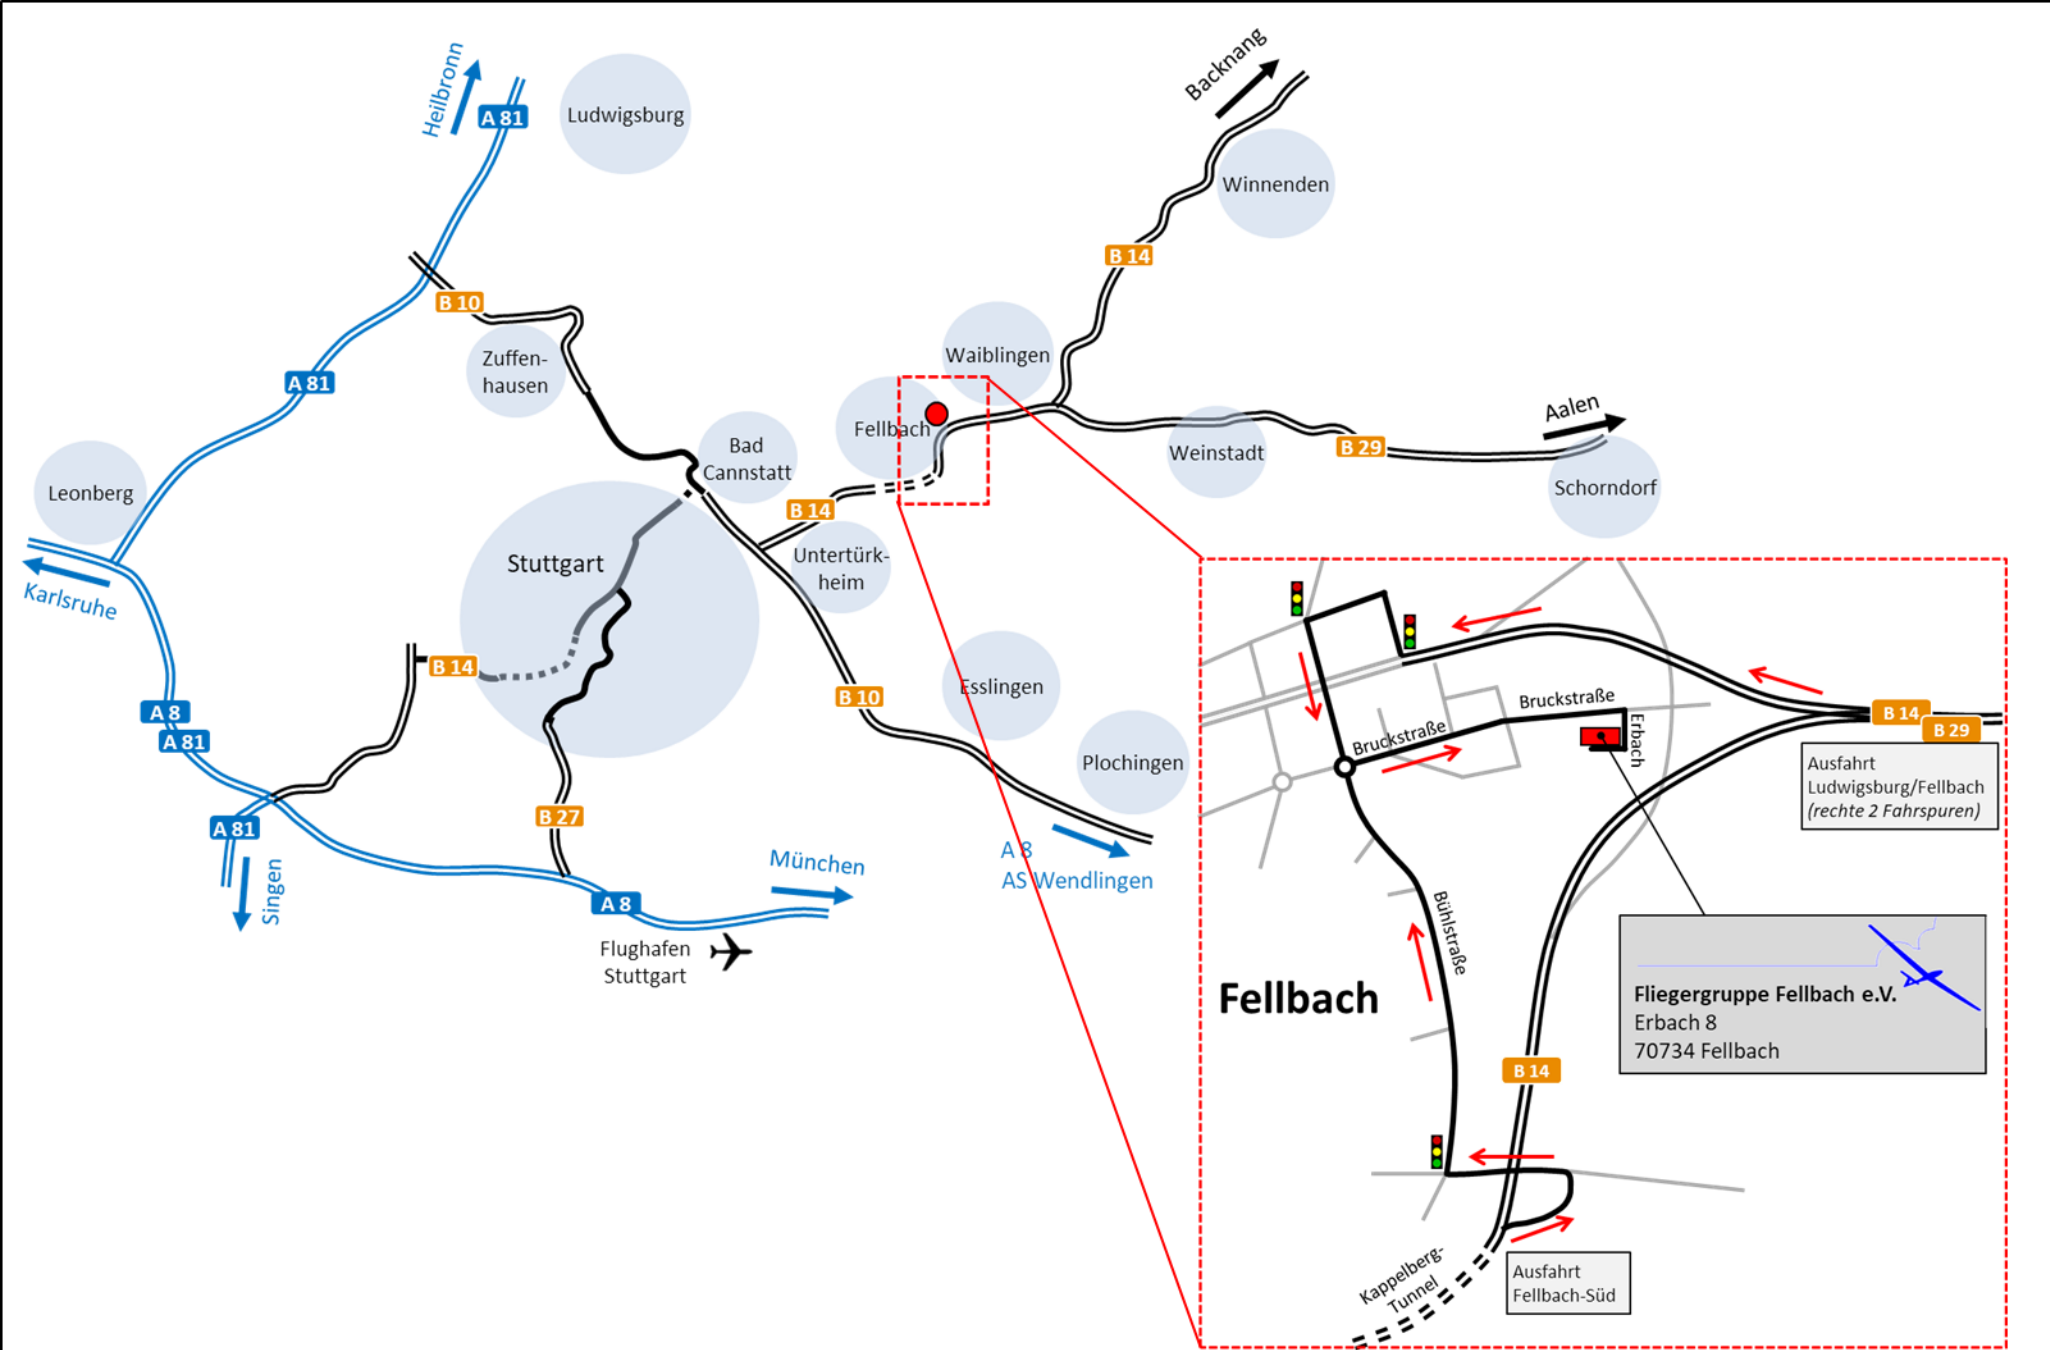 Heilbronn
A 81
Ludwigsburg
Backnang
Winnenden
B 14
B 10
Zuffen-
hausen
A 81
Waiblingen
Fellbach
Aalen
B 29
Weinstadt
Schorndorf
Bad
Cannstatt
Leonberg
B 14
Untertürk-
heim
Stuttgart
Karlsruhe
B 14
B 10
Esslingen
Plochingen
A 8
A 81
A 81
Singen
B 27
München
A 8
A 8
AS Wendlingen
Flughafen
Stuttgart
Bruckstraße
Bruckstraße
Erbach
B 14
B 29
Ausfahrt
Ludwigsburg/Fellbach
(rechte 2 Fahrspuren)
Bühlstraße
Fellbach
Fliegergruppe Fellbach e.V.
Erbach 8
70734 Fellbach
B 14
Kappelberg-
Tunnel
Ausfahrt
Fellbach-Süd